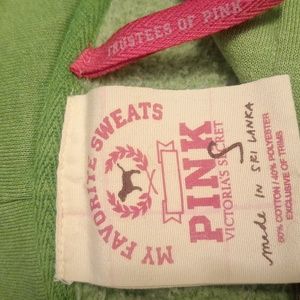 TRUSTEES OF PINK
MY FAVORITE SWEATS
PINK
VICTORIA'S SECRET
S
made in SRI LANKA
60% COTTON / 40% POLYESTER
EXCLUSIVE OF TRIMS